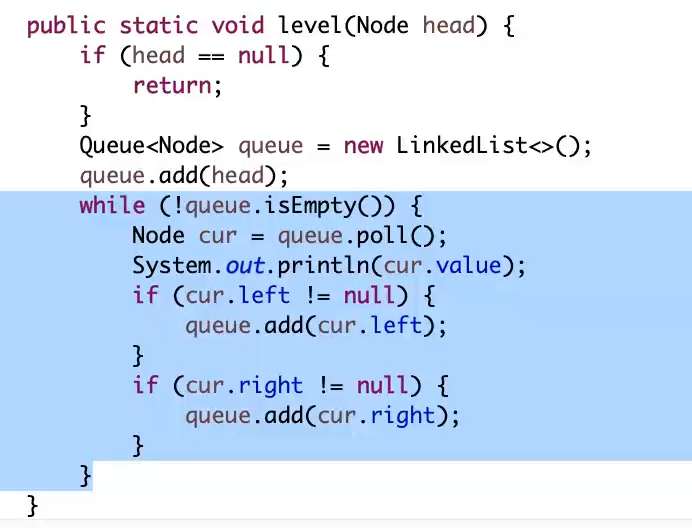 public static void level(Node head) {
    if (head == null) {
        return;
    }
    Queue<Node> queue = new LinkedList<>();
    queue.add(head);
    while (!queue.isEmpty()) {
        Node cur = queue.poll();
        System.out.println(cur.value);
        if (cur.left != null) {
            queue.add(cur.left);
        }
        if (cur.right != null) {
            queue.add(cur.right);
        }
    }
}